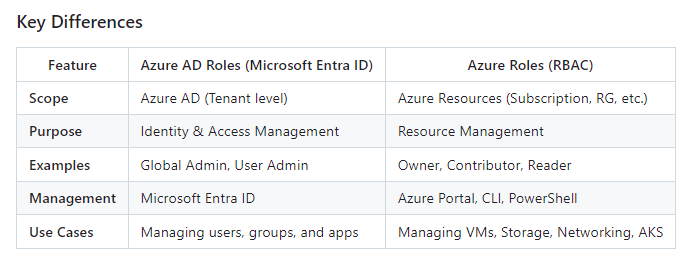 Key Differences
Feature Azure AD Roles (Microsoft Entra ID) Azure Roles (RBAC)
Scope Azure AD (Tenant level) Azure Resources (Subscription, RG, etc.)
Purpose Identity & Access Management Resource Management
Examples Global Admin, User Admin Owner, Contributor, Reader
Management Microsoft Entra ID Azure Portal, CLI, PowerShell
Use Cases Managing users, groups, and apps Managing VMs, Storage, Networking, AKS